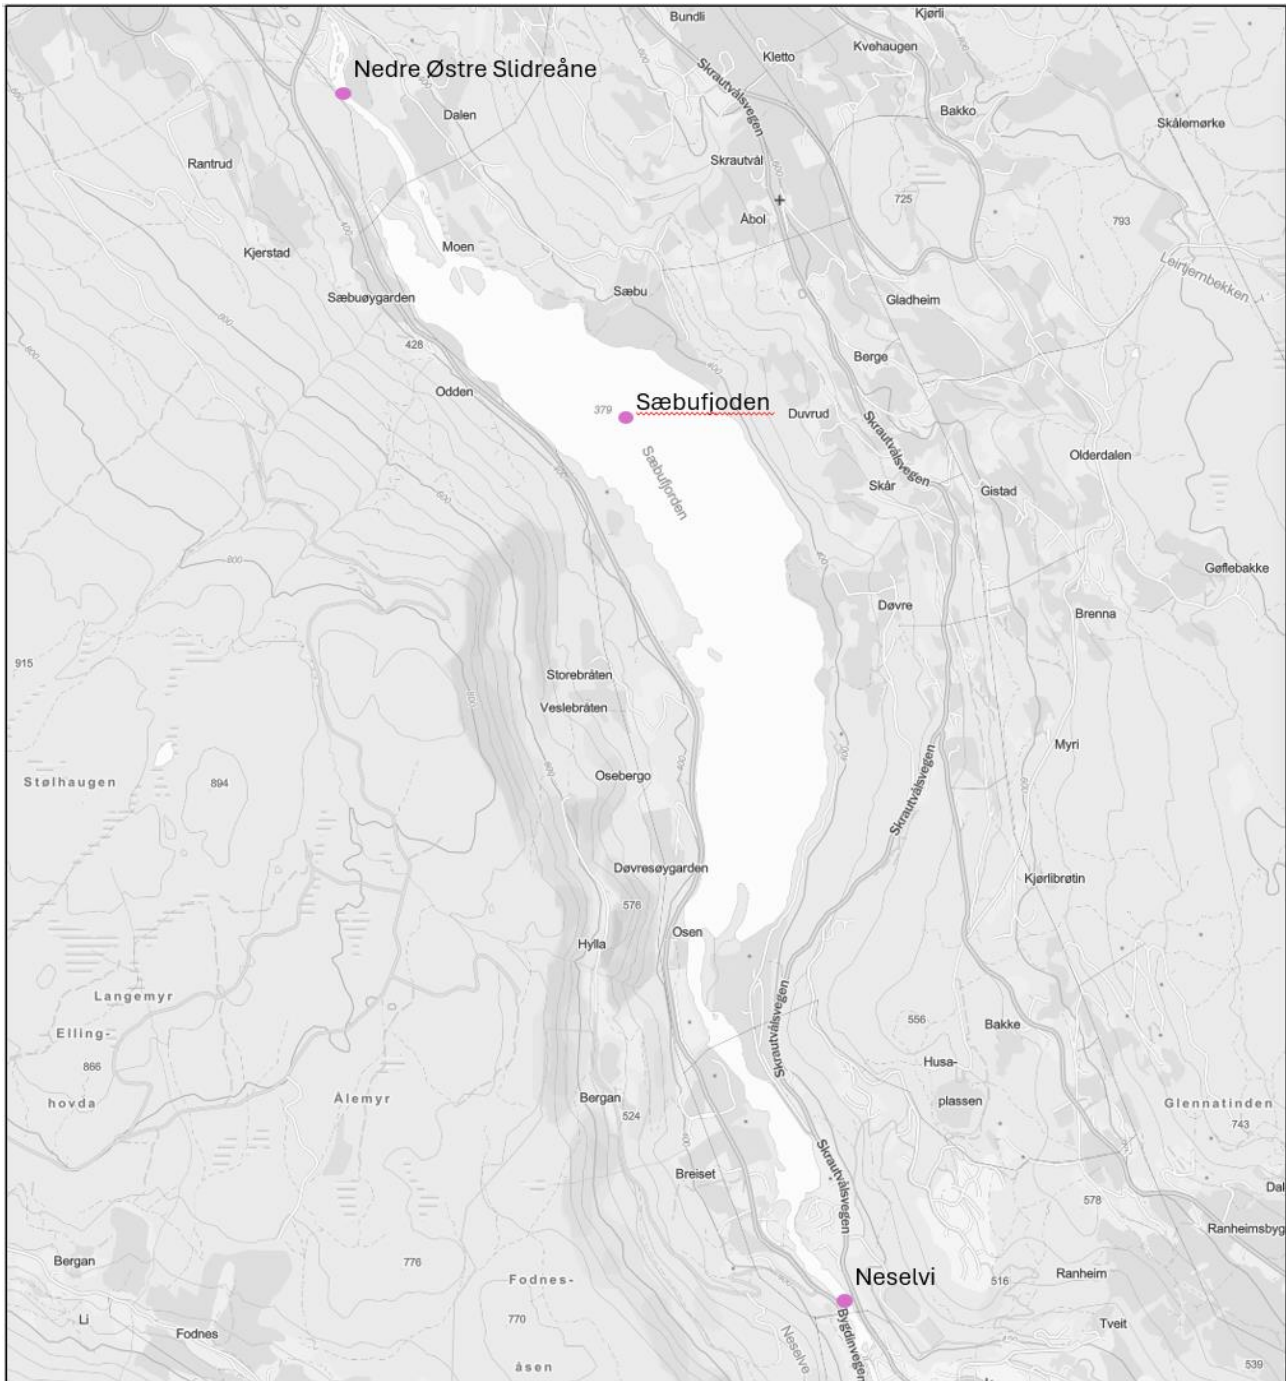 Bundli
Kjørli
Kletto
Kvehaugen
Nedre Østre Slidreåne
Skrautvålsvegen
Dalen
Bakko
Skålemørke
Rantrud
Skrautvål
725
Åbol
793
Kjerstad
Moen
Leirtjernbekken
Sæbu
Sæbuøygarden
Gladheim
428
Berge
Odden
379
Sæbufjoden
Duvrud
Skrautvålsvegen
Sæbufjorden
Olderdalen
Skår
Gistad
Gøflebakke
Døvre
Brenna
915
Storebråten
Veslebråten
Myri
Stølhaugen
894
Osebergo
Skrautvålsvegen
Døvresøygarden
Kjørlibrøtin
576
Osen
Hylla
Langemyr
Skrautvålsvegen
556
Bakke
Elling-
866
hovda
Husa-
plassen
Ålemyr
Bergan
524
Glennatinden
743
Breiset
Skrautvålsvegen
578
Dal
Ranheimsbyg
Bergan
776
Neselvi
516
Ranheim
Fodnes-
Li
Fodnes
770
Neselve
Bygdinvegen
Tveit
åsen
539